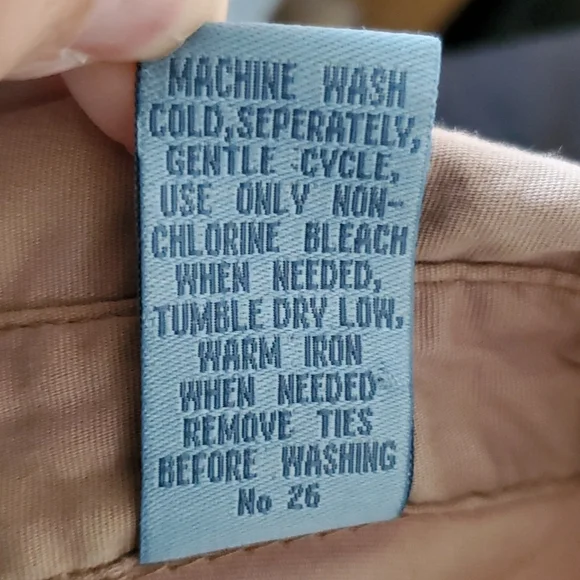 MACHINE WASH
COLD,SEPERATELY,
GENTLE CYCLE,
USE ONLY NON-
CHLORINE BLEACH
WHEN NEEDED,
TUMBLE DRY LOW,
WARM IRON
WHEN NEEDED
REMOVE TIES
BEFORE WASHING
No 26